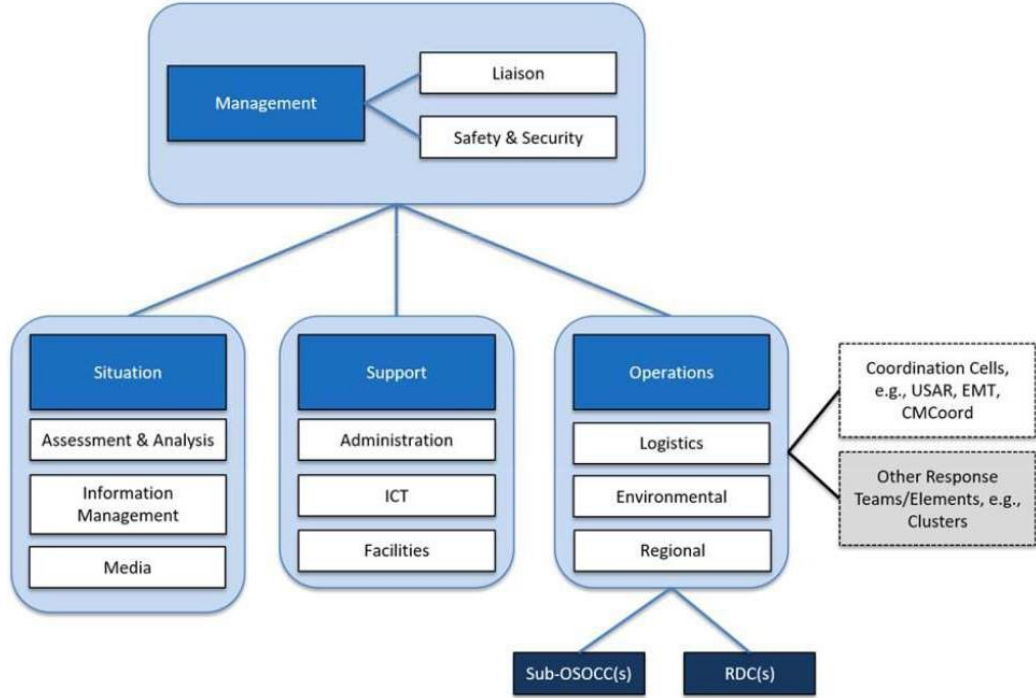 Management
Liaison
Safety & Security
Situation
Assessment & Analysis
Information
Management
Media
Support
Administration
ICT
Facilities
Operations
Logistics
Environmental
Regional
Coordination Cells,
e.g., USAR, EMT,
CMCoord
Other Response
Teams/Elements, e.g.,
Clusters
Sub-OSOCC(s)
RDC(s)